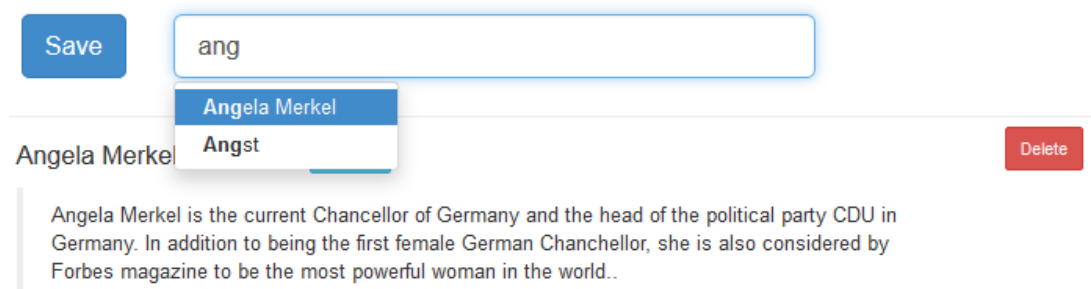 Save
ang
Angela Merkel
Angst
Angela Merkel
Delete
Angela Merkel is the current Chancellor of Germany and the head of the political party CDU in
Germany. In addition to being the first female German Chanchellor, she is also considered by
Forbes magazine to be the most powerful woman in the world..